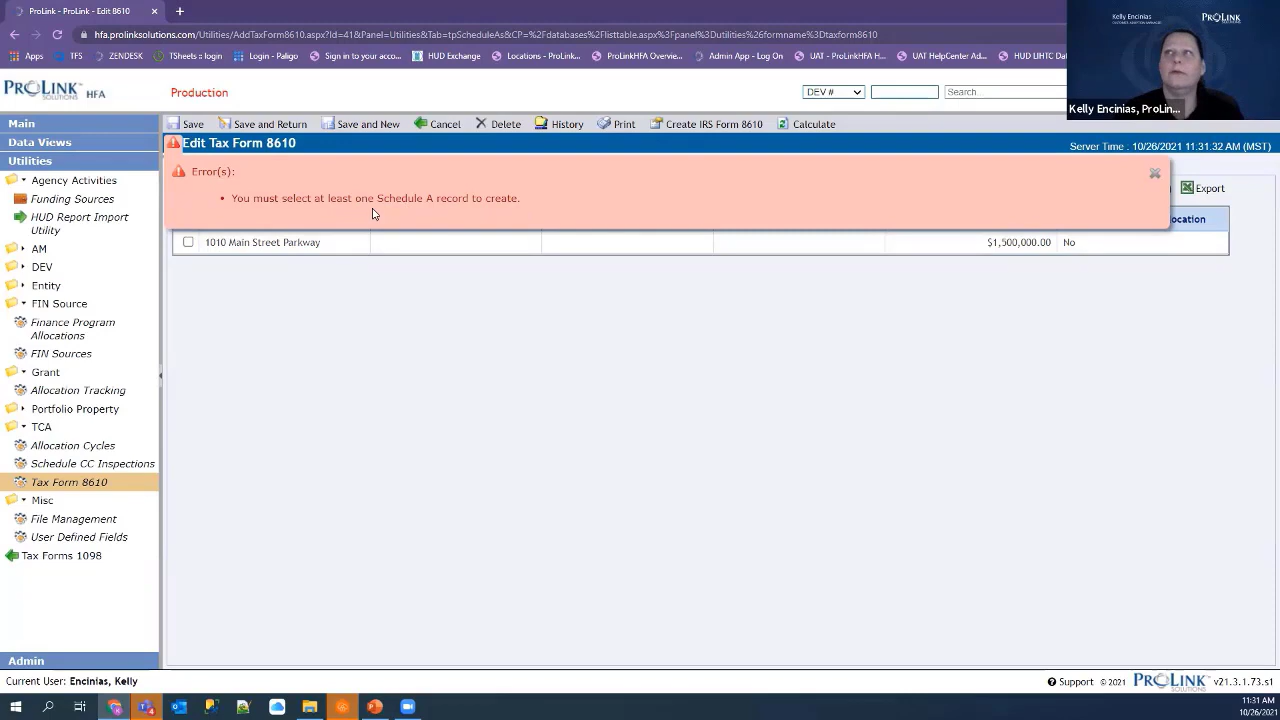 ProLink - ProLink - Edit 8610
hfa.prolinksolutions.com/Utilities/AddTaxForm8610.aspx?Id=41&Panel=Utilities&Tab=tpScheduleAs&CP=%2fdatabases%2flisttable.aspx%3fpanel%3dutilities%26formname%3Dtaxform8610
Apps TFS ZENDESK TSheets :: login Login - Paligo Sign in to your acco... HUD Exchange Locations - ProLink... ProLinkHFA Overvie... Admin App - Log On UAT - ProLinkHFA H... UAT HelpCenter Ad... HUD LIHTC Dat
Kelly Encinias
PROLINK
SOLUTIONS
Kelly Encinias, ProLin...
PROLINK HFA
SOLUTIONS
Production
DEV #
Search...
Main
Data Views
Utilities
Agency Activities
Funding Sources
HUD Report Import
Utility
AM
DEV
Entity
FIN Source
Finance Program
Allocations
FIN Sources
Grant
Allocation Tracking
Portfolio Property
TCA
Allocation Cycles
Schedule CC Inspections
Tax Form 8610
Misc
File Management
User Defined Fields
Tax Forms 1098
Admin
Save Save and Return Save and New Cancel Delete History Print Create IRS Form 8610 Calculate
Edit Tax Form 8610
Server Time : 10/26/2021 11:31:32 AM (MST)
Error(s):
• You must select at least one Schedule A record to create.
Export
ocation
1010 Main Street Parkway $1,500,000.00 No
Current User: Encinias, Kelly
Support © 2021 PROLINK SOLUTIONS v21.3.1.73.s1
11:31 AM
10/26/2021